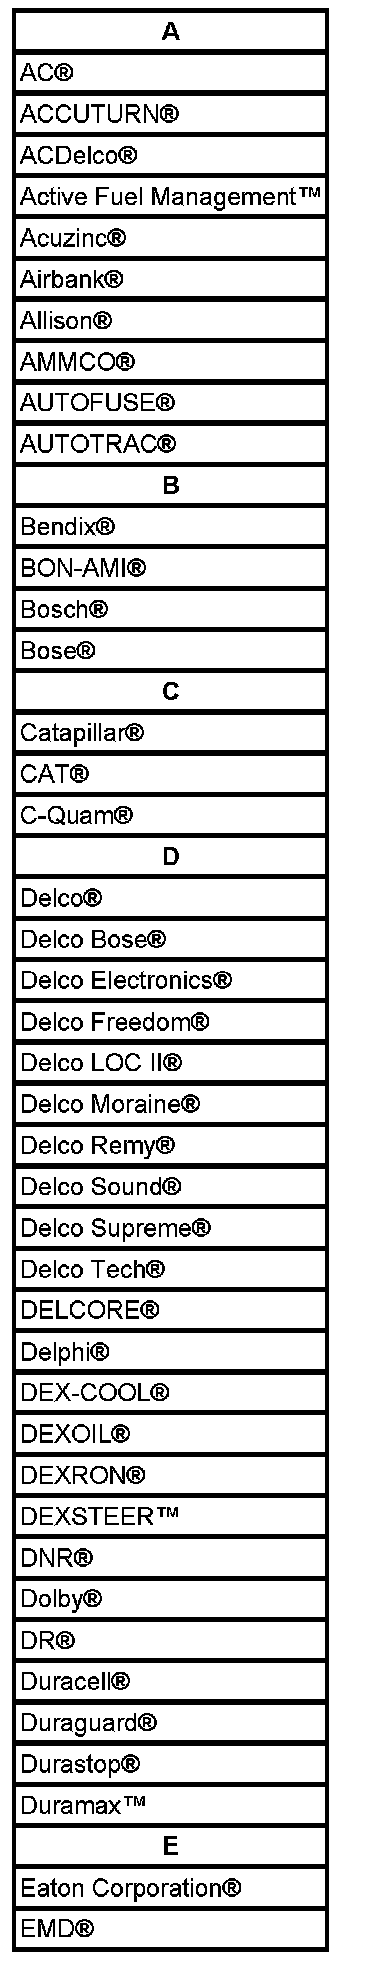 A
AC®
ACCUTURN®
ACDelco®
Active Fuel Management™
Acuzinc®
Airbank®
Allison®
AMMCO®
AUTOFUSE®
AUTOTRAC®
B
Bendix®
BON-AMI®
Bosch®
Bose®
C
Catapillar®
CAT®
C-Quam®
D
Delco®
Delco Bose®
Delco Electronics®
Delco Freedom®
Delco LOC II®
Delco Moraine®
Delco Remy®
Delco Sound®
Delco Supreme®
Delco Tech®
DELCORE®
Delphi®
DEX-COOL®
DEXOIL®
DEXRON®
DEXSTEER™
DNR®
Dolby®
DR®
Duracell®
Duraguard®
Durastop®
Duramax™
E
Eaton Corporation®
EMD®